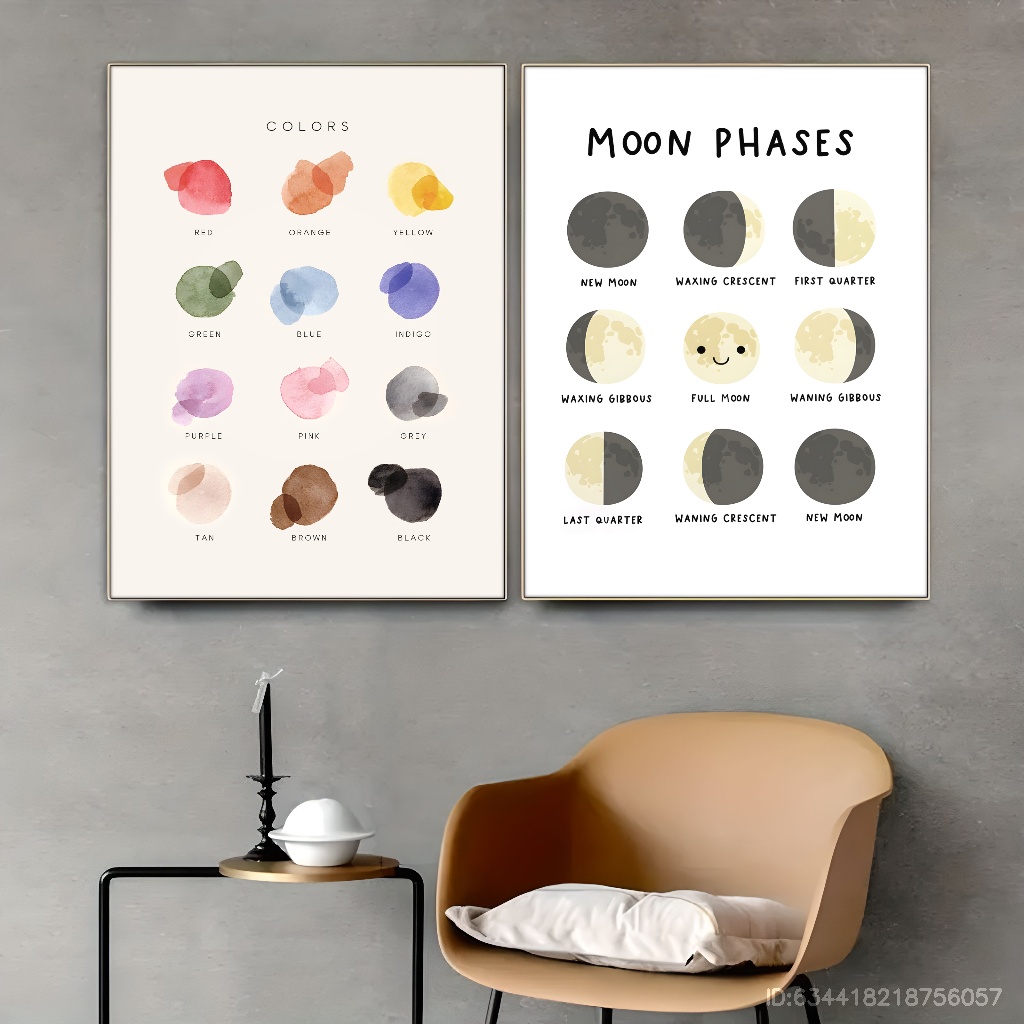 COLORS
RED ORANGE YELLOW
GREEN BLUE INDIGO
PURPLE PINK GREY
TAN BROWN BLACK
MOON PHASES
NEW MOON WAXING CRESCENT FIRST QUARTER
WAXING GIBBOUS FULL MOON WANING GIBBOUS
LAST QUARTER WANING CRESCENT NEW MOON
ID:634418218756057